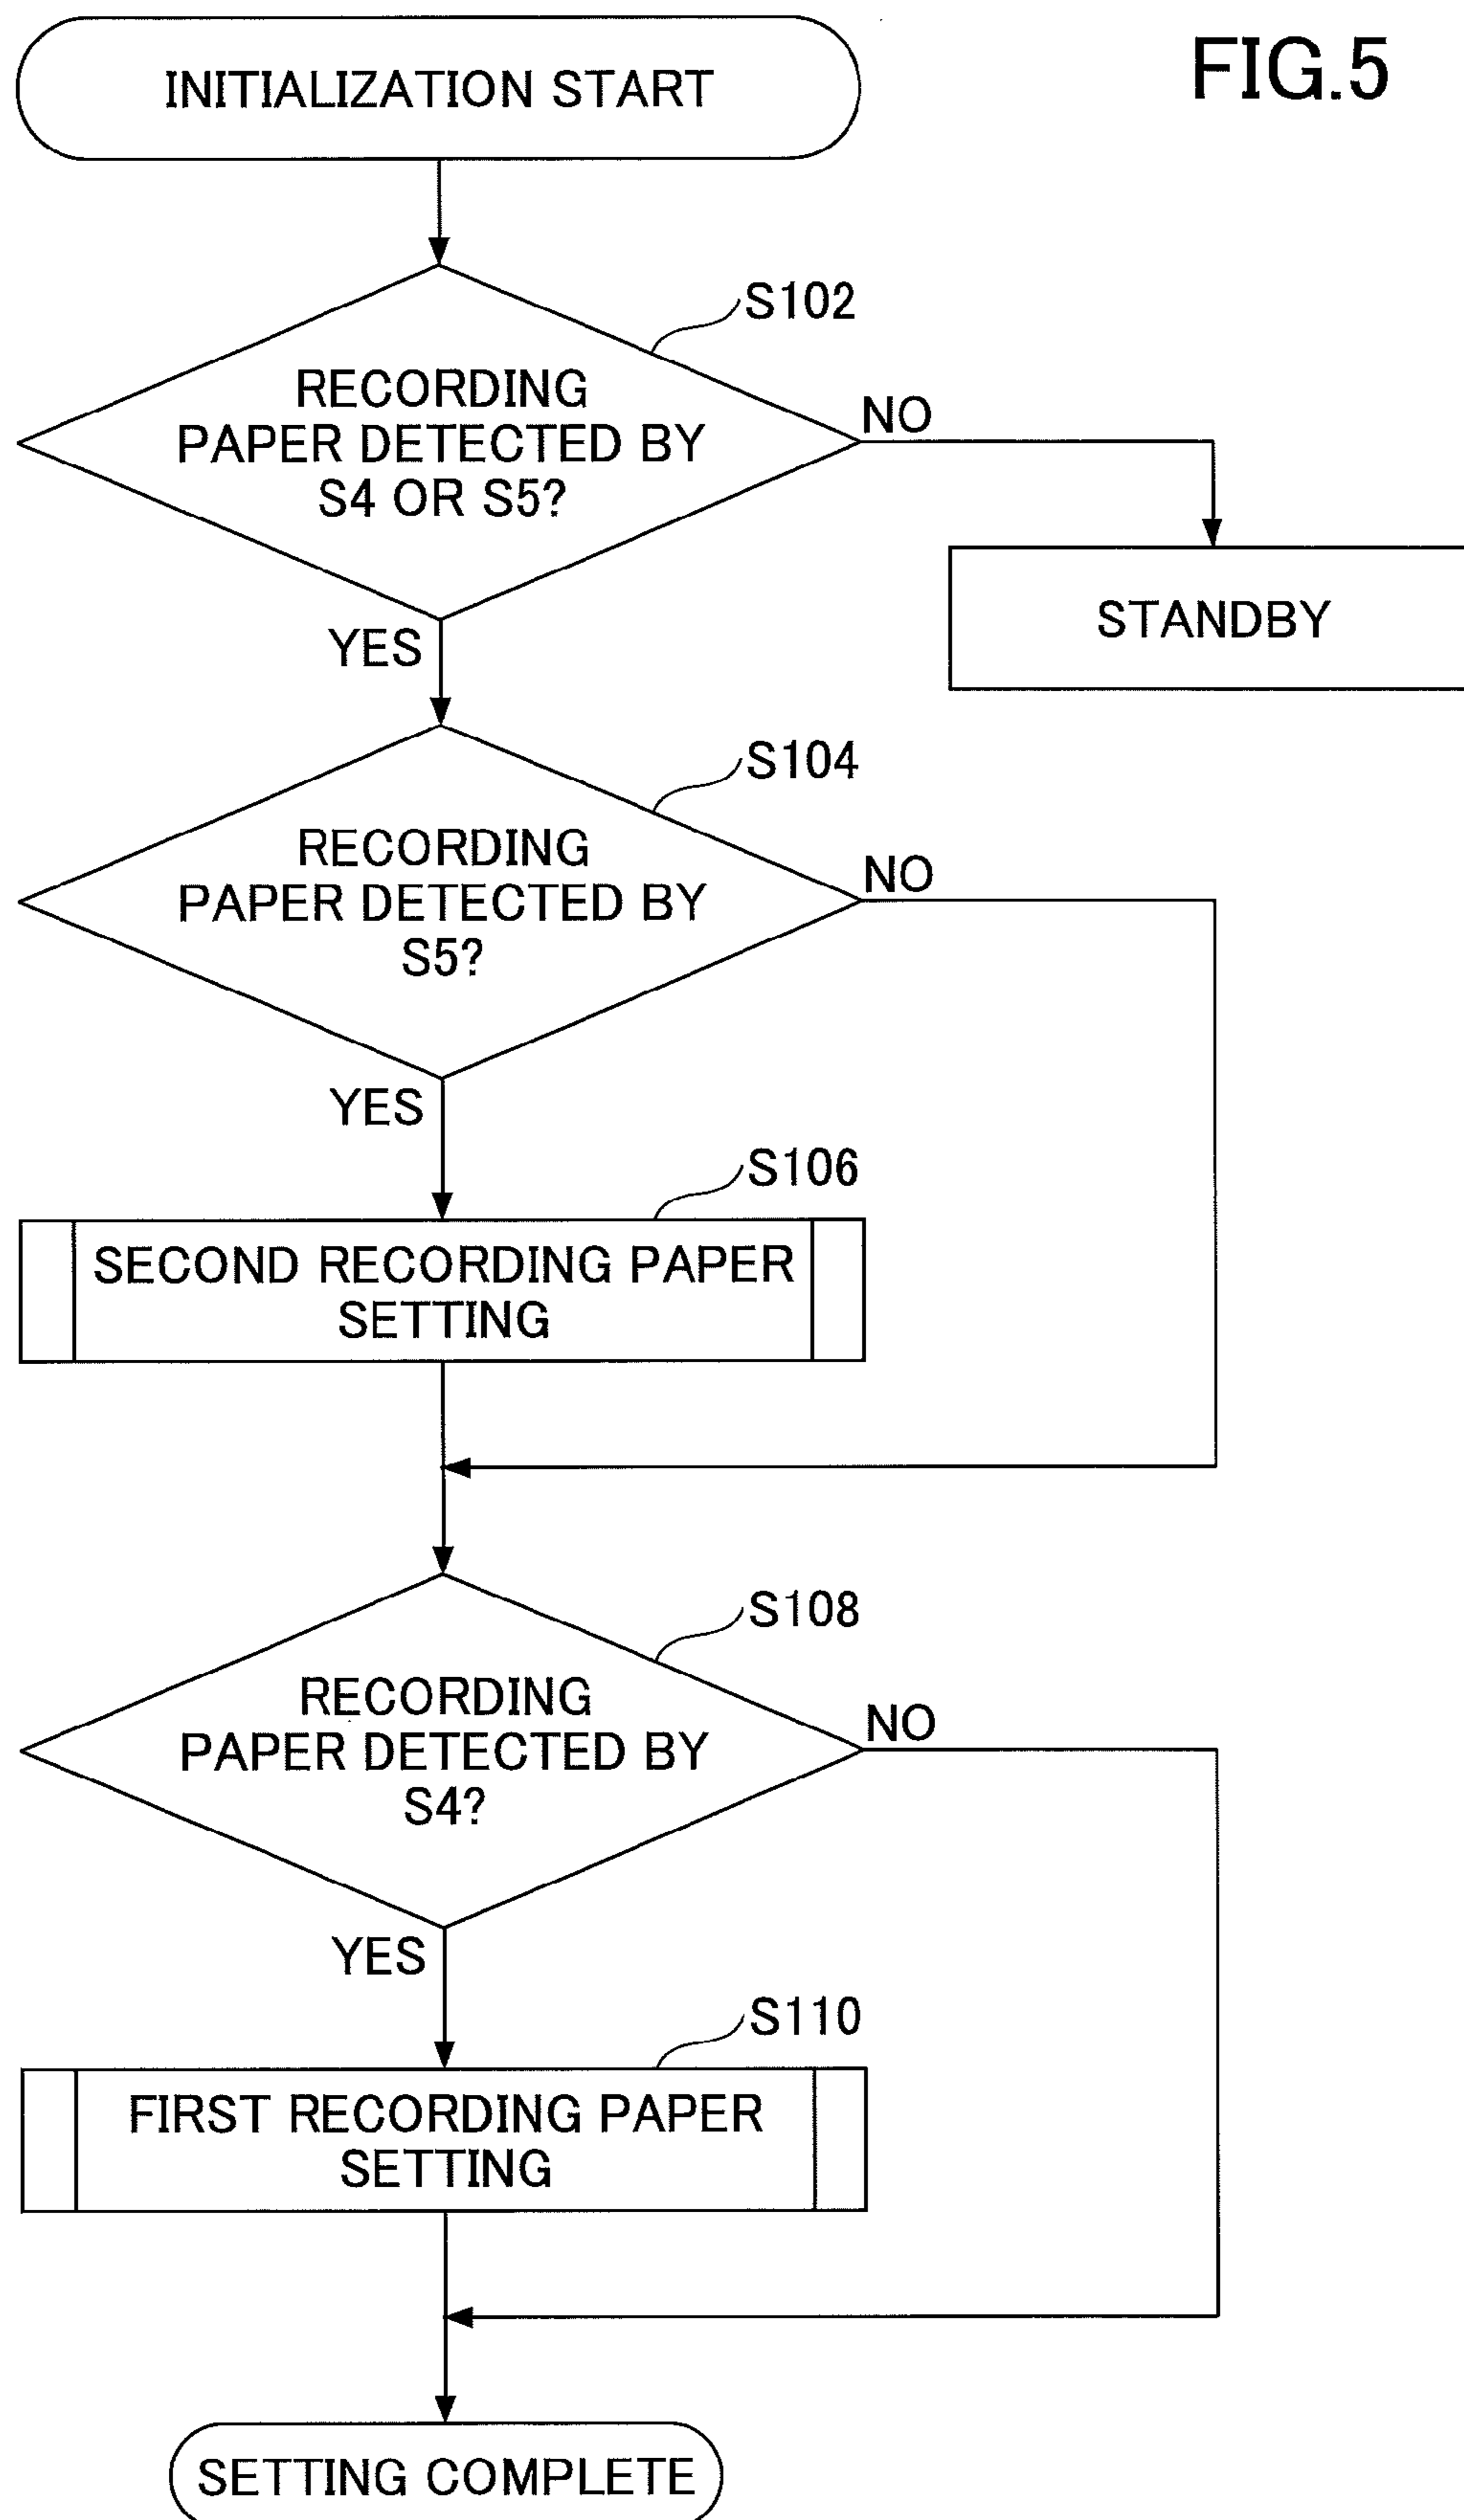 FIG.5
INITIALIZATION START
S102
RECORDING
PAPER DETECTED BY
S4 OR S5?
NO
STANDBY
YES
S104
RECORDING
PAPER DETECTED BY
S5?
NO
YES
S106
SECOND RECORDING PAPER
SETTING
S108
RECORDING
PAPER DETECTED BY
S4?
NO
YES
S110
FIRST RECORDING PAPER
SETTING
SETTING COMPLETE